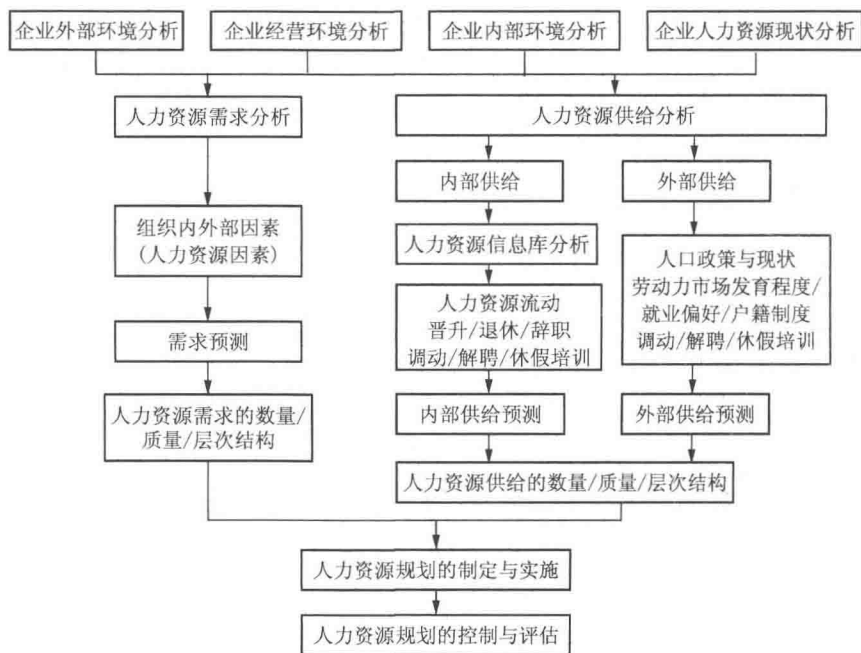 企业外部环境分析
企业经营环境分析
企业内部环境分析
企业人力资源现状分析
人力资源需求分析
人力资源供给分析
内部供给
外部供给
组织内外部因素
(人力资源因素)
人力资源信息库分析
人口政策与现状
劳动力市场发育程度/
就业偏好/户籍制度
调动/解聘/休假培训
人力资源流动
晋升/退休/辞职
调动/解聘/休假培训
需求预测
人力资源需求的数量/
质量/层次结构
内部供给预测
外部供给预测
人力资源供给的数量/质量/层次结构
人力资源规划的制定与实施
人力资源规划的控制与评估